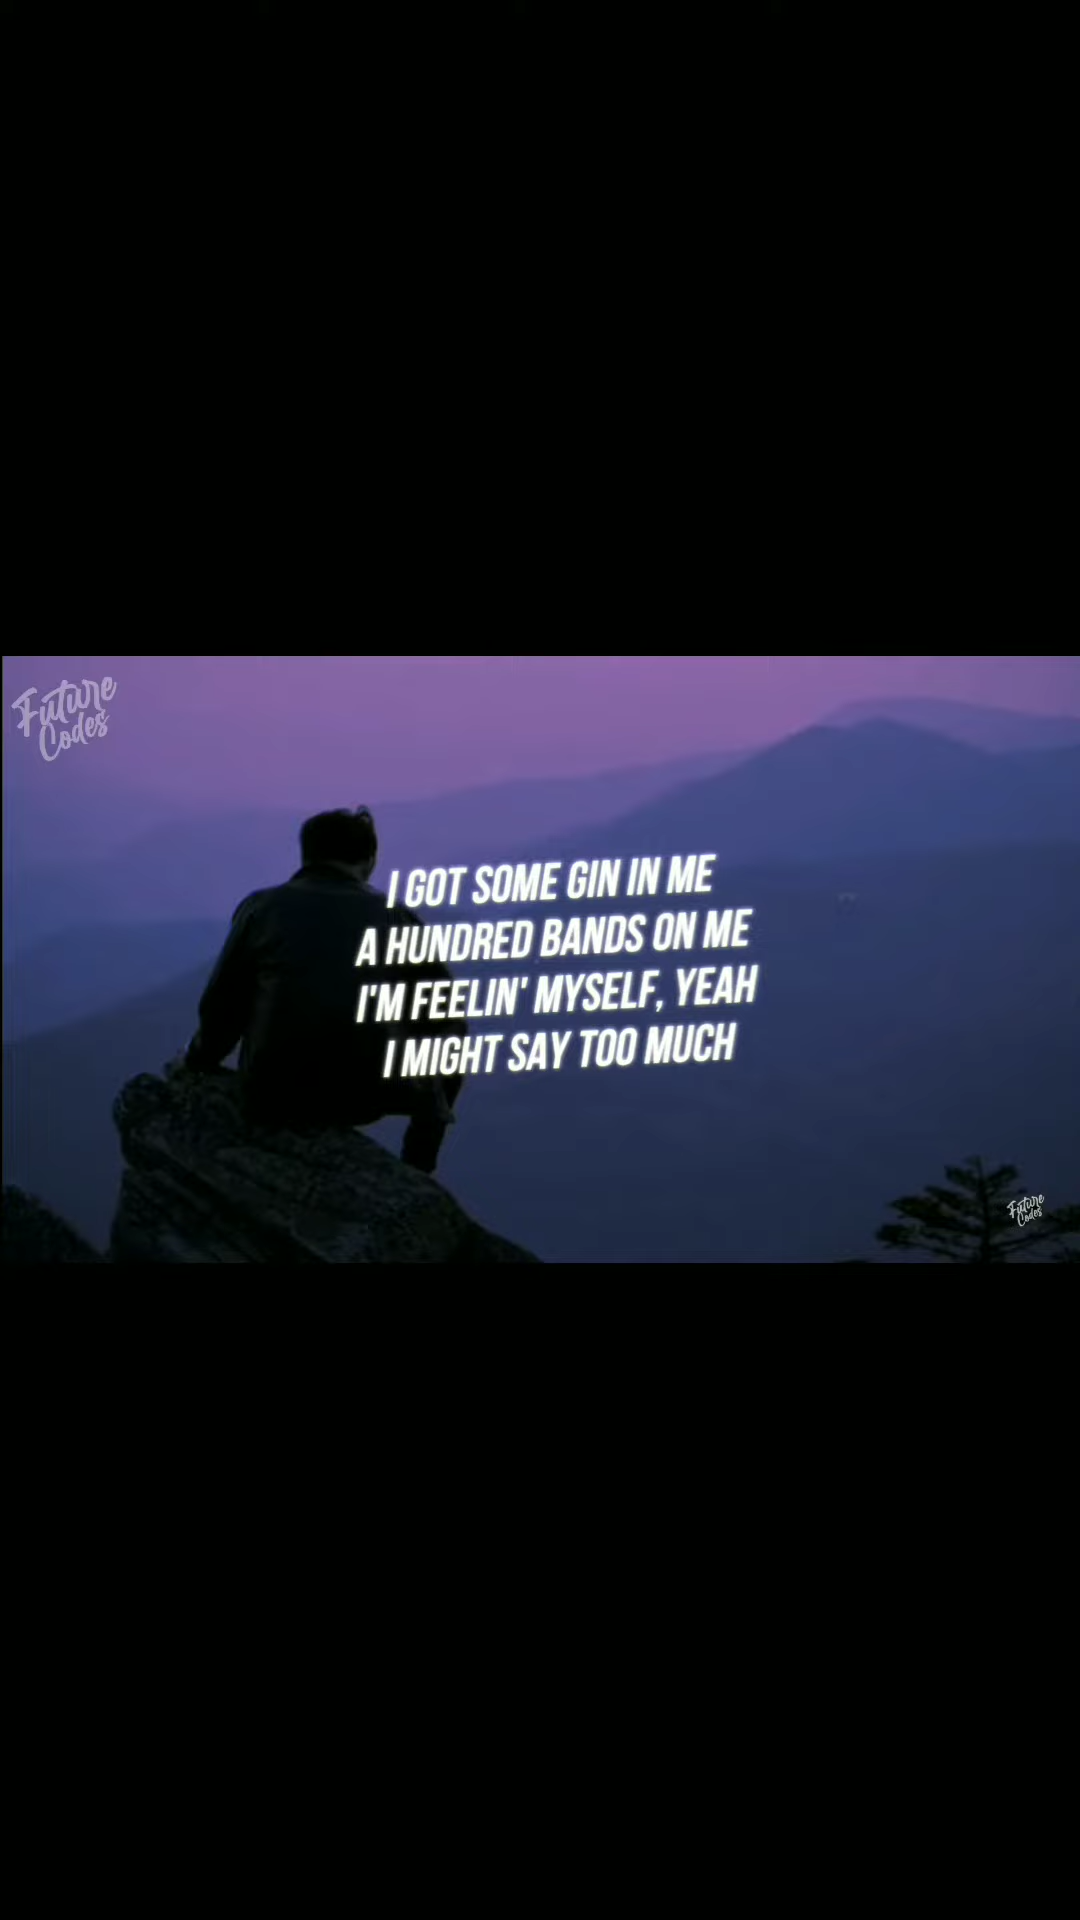 Future
Codes
I GOT SOME GIN IN ME
A HUNDRED BANDS ON ME
I'M FEELIN' MYSELF, YEAH
I MIGHT SAY TOO MUCH
Future
Codes